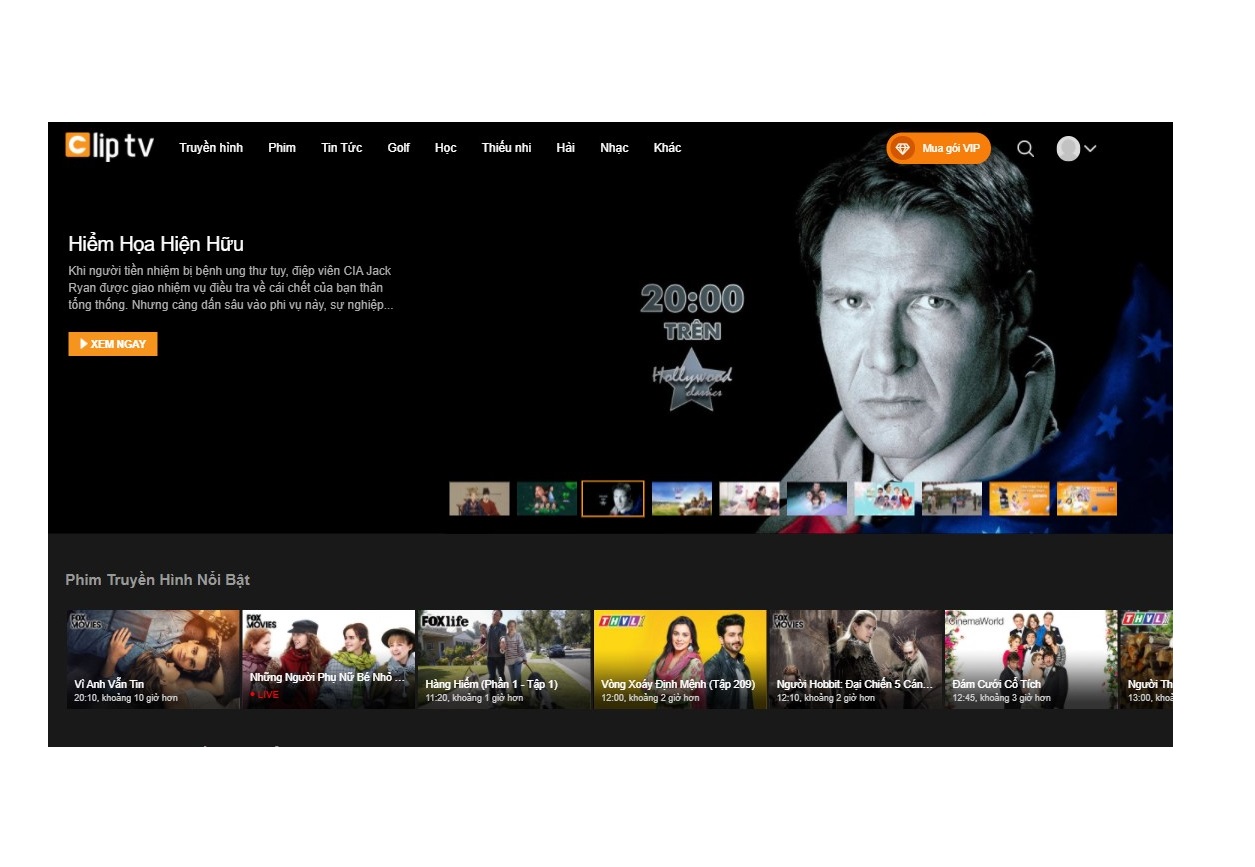 Clip tv
Truyền hình Phim Tin Tức Golf Học Thiếu nhi Hài Nhạc Khác Mua gói VIP
Hiểm Họa Hiện Hữu
Khi người tiền nhiệm bị bệnh ung thư tụy, điệp viên CIA Jack
Ryan được giao nhiệm vụ điều tra về cái chết của bạn thân
tổng thống. Nhưng càng dấn sâu vào phi vụ này, sự nghiệp...
XEM NGAY
20:00
TRÊN
Hollywood
classics
Phim Truyền Hình Nổi Bật
FOX MOVIES
Vì Anh Vẫn Tin
20:10, khoảng 10 giờ hơn
FOX MOVIES
Những Người Phụ Nữ Bé Nhỏ ...
• LIVE
FOX life
Hàng Hiếm (Phần 1 - Tập 1)
11:20, khoảng 1 giờ hơn
THVL
Vòng Xoáy Định Mệnh (Tập 209)
12:00, khoảng 2 giờ hơn
FOX MOVIES
Người Hobbit: Đại Chiến 5 Cán...
12:10, khoảng 2 giờ hơn
CinemaWorld
Đám Cưới Cổ Tích
12:45, khoảng 3 giờ hơn
THVL
Người Th
13:00, khoảng